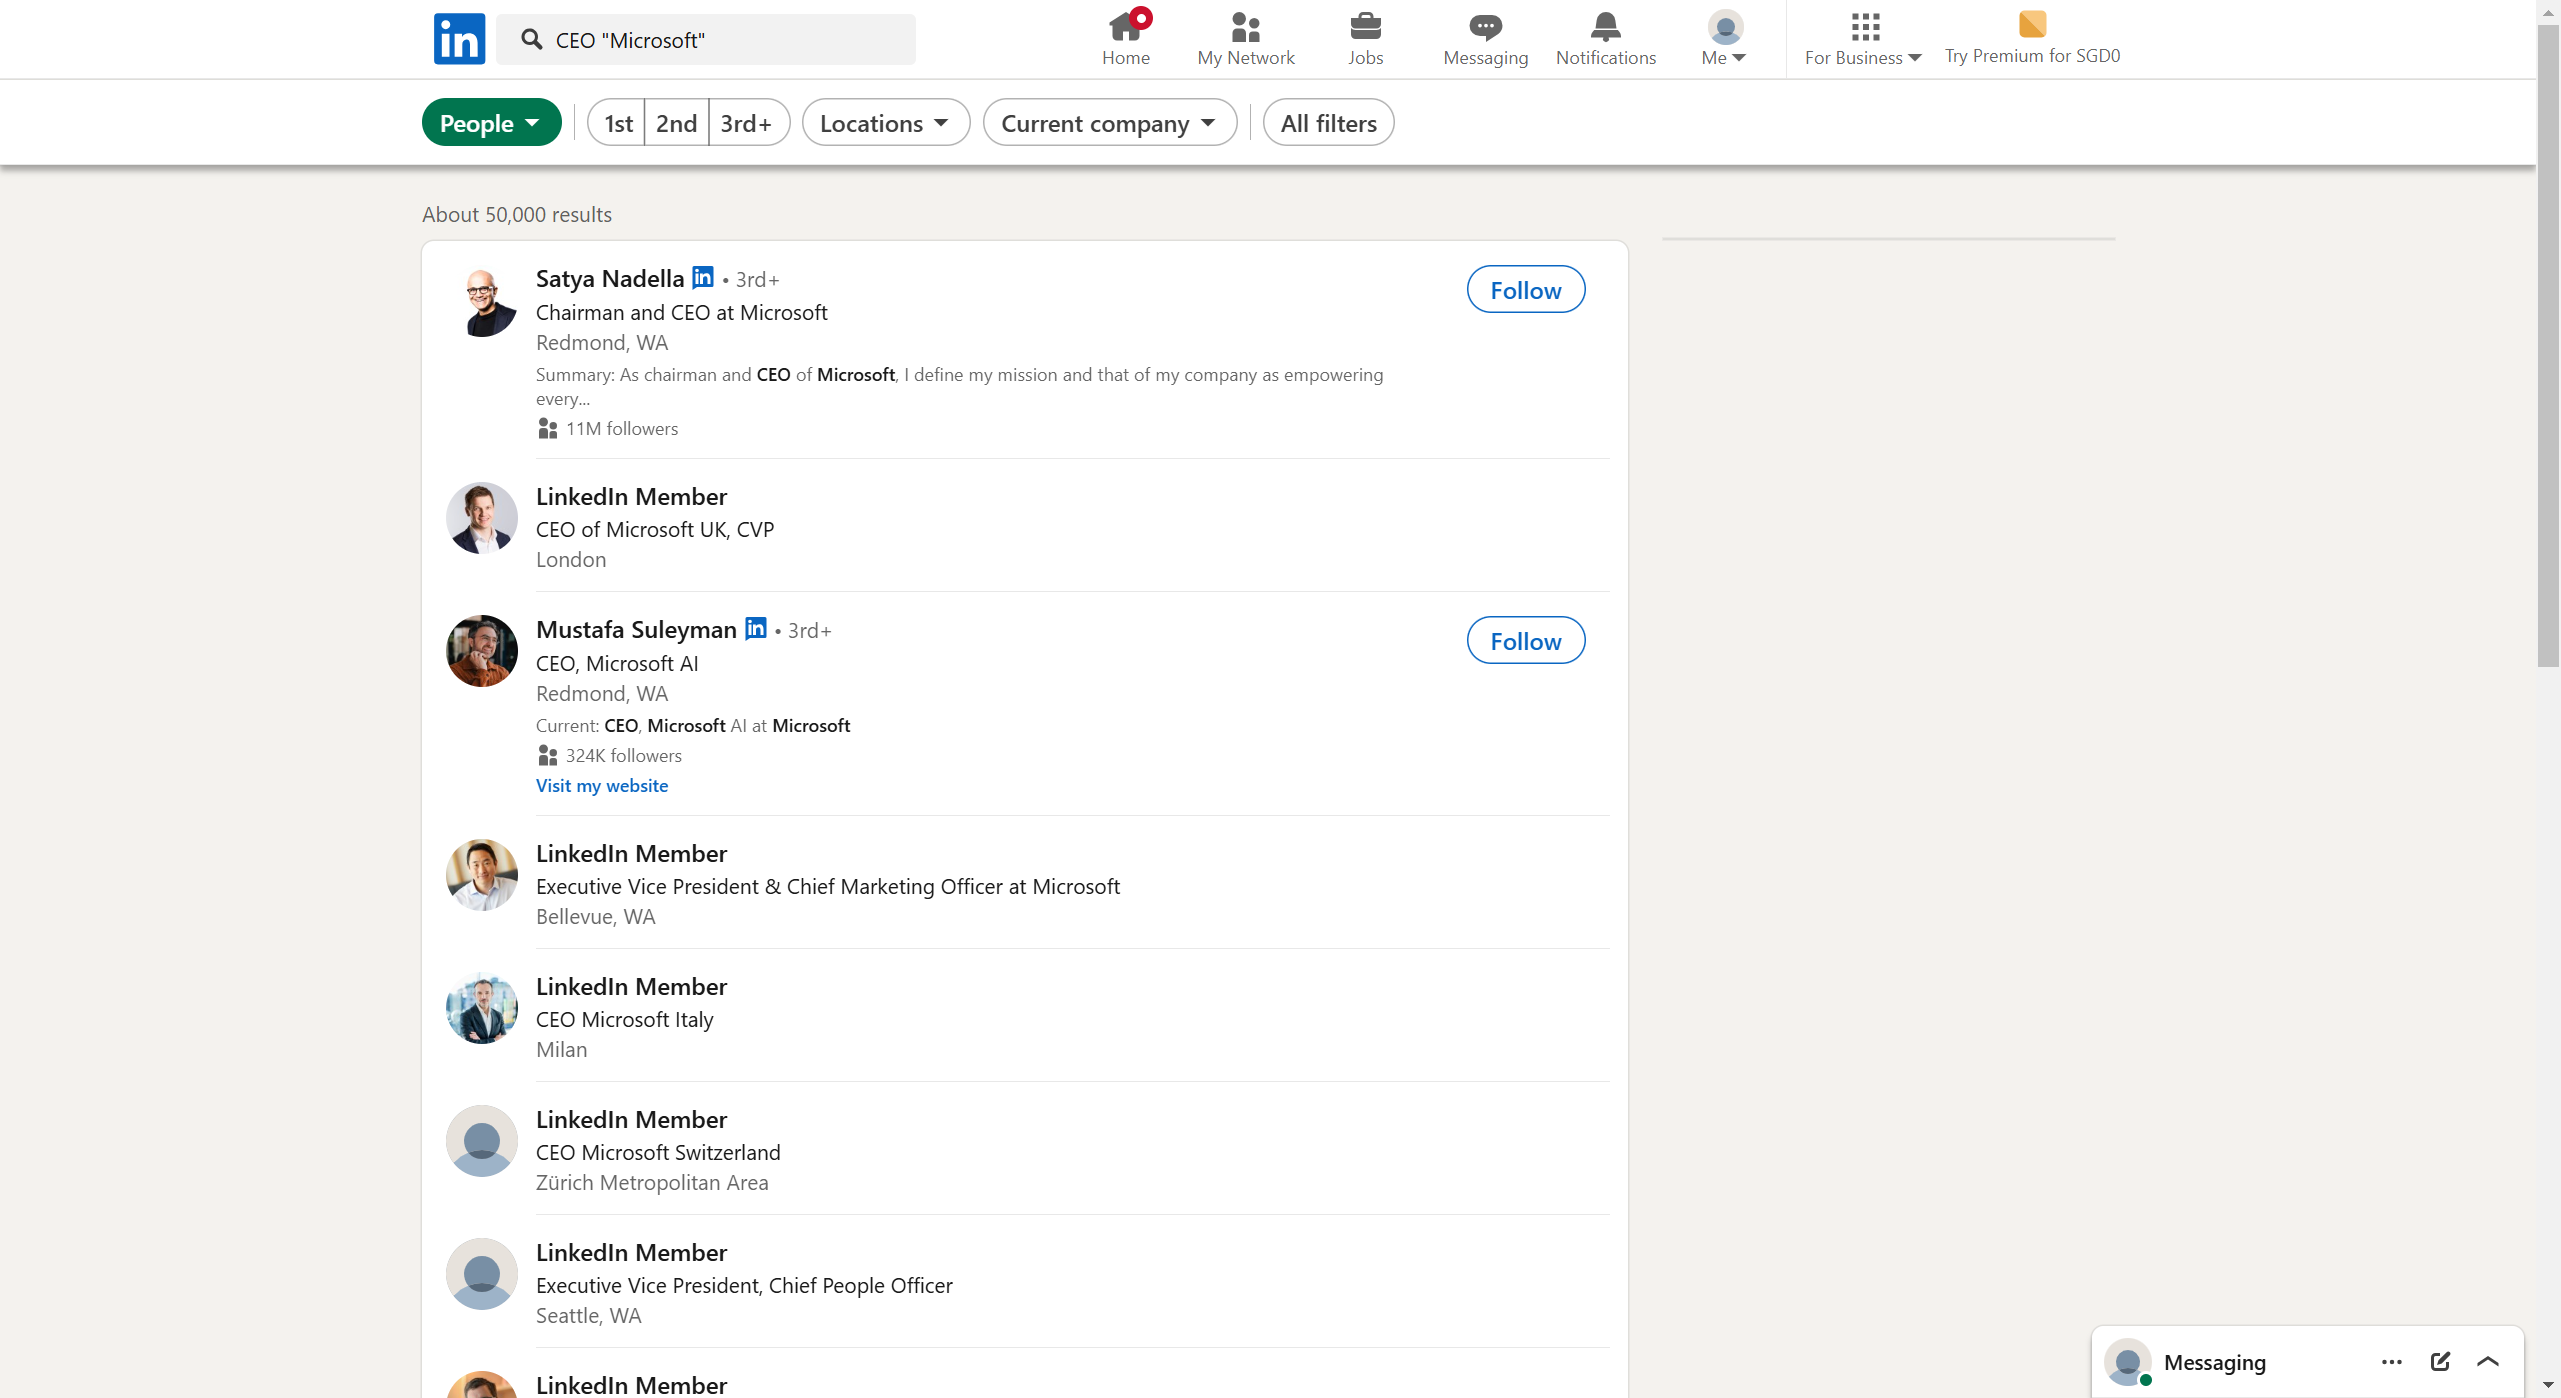 in
CEO "Microsoft"
Home
My Network
Jobs
Messaging
Notifications
Me
For Business
Try Premium for SGD0
People
1st
2nd
3rd+
Locations
Current company
All filters
About 50,000 results
Satya Nadella in • 3rd+
Follow
Chairman and CEO at Microsoft
Redmond, WA
Summary: As chairman and CEO of Microsoft, I define my mission and that of my company as empowering
every...
11M followers
LinkedIn Member
CEO of Microsoft UK, CVP
London
Mustafa Suleyman in • 3rd+
Follow
CEO, Microsoft AI
Redmond, WA
Current: CEO, Microsoft AI at Microsoft
324K followers
Visit my website
LinkedIn Member
Executive Vice President & Chief Marketing Officer at Microsoft
Bellevue, WA
LinkedIn Member
CEO Microsoft Italy
Milan
LinkedIn Member
CEO Microsoft Switzerland
Zürich Metropolitan Area
LinkedIn Member
Executive Vice President, Chief People Officer
Seattle, WA
LinkedIn Member
Messaging